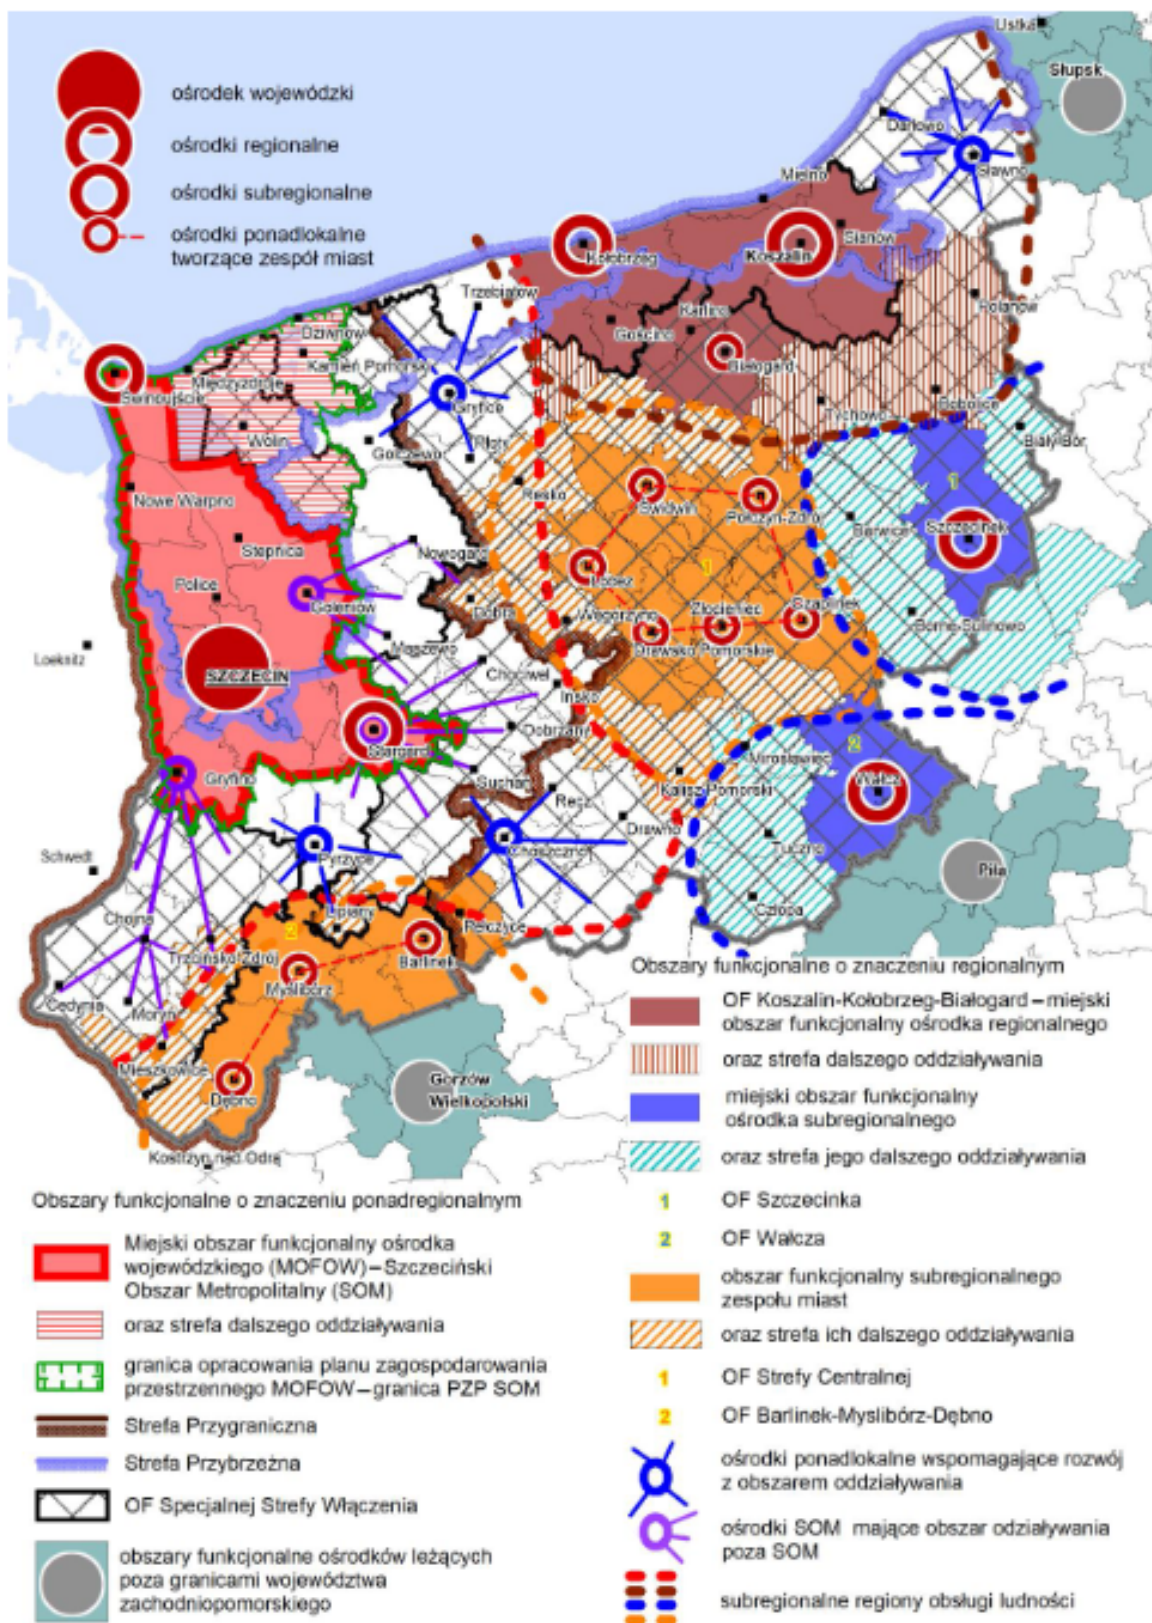 ośrodek wojewódzki
ośrodki regionalne
ośrodki subregionalne
ośrodki ponadlokalne
tworzące zespół miast
Ustka
Słupsk
Darłowo
Sławno
Mielno
Sianów
Koszalin
Kołobrzeg
Polanów
Trzebiatów
Karlino
Gościno
Białogard
Dziwnów
Kamień Pomorski
Międzyzdroje
Świnoujście
Gryfice
Tychowo
Bobolice
Biały Bór
Wolin
Golczewo
Płoty
Resko
Świdwin
Połczyn-Zdrój
1
Barwice
Szczecinek
Nowe Warpno
Stepnica
Nowogard
Police
Goleniów
Łobez
1
Dobra
Węgorzyno
Złocieniec
Czaplinek
Borne-Sulinowo
Drawsko Pomorskie
Loeknitz
Maszewo
Chociwel
SZCZECIN
Ińsko
Stargard
Dobrzany
Mirosławiec
2
Gryfino
Suchań
Kalisz Pomorski
Wałcz
Recz
Drawno
Tuczno
Schwedt
Pyrzyce
Choszczno
Piła
Człopa
Chojna
Lipiany
Pełczyce
2
Trzcińsko-Zdrój
Barlinek
Myślibórz
Cedynia
Moryń
Mieszkowice
Dębno
Gorzów
Wielkopolski
Kostrzyn nad Odrą
Obszary funkcjonalne o znaczeniu regionalnym
OF Koszalin-Kołobrzeg-Białogard – miejski
obszar funkcjonalny ośrodka regionalnego
oraz strefa dalszego oddziaływania
miejski obszar funkcjonalny
ośrodka subregionalnego
oraz strefa jego dalszego oddziaływania
1 OF Szczecinka
2 OF Wałcza
obszar funkcjonalny subregionalnego
zespołu miast
oraz strefa ich dalszego oddziaływania
1 OF Strefy Centralnej
2 OF Barlinek-Myslibórz-Dębno
ośrodki ponadlokalne wspomagające rozwój
z obszarem oddziaływania
ośrodki SOM mające obszar odziaływania
poza SOM
subregionalne regiony obsługi ludności
Obszary funkcjonalne o znaczeniu ponadregionalnym
Miejski obszar funkcjonalny ośrodka
wojewódzkiego (MOFOW) – Szczeciński
Obszar Metropolitalny (SOM)
oraz strefa dalszego oddziaływania
granica opracowania planu zagospodarowania
przestrzennego MOFOW – granica PZP SOM
Strefa Przygraniczna
Strefa Przybrzeżna
OF Specjalnej Strefy Włączenia
obszary funkcjonalne ośrodków leżących
poza granicami województwa
zachodniopomorskiego